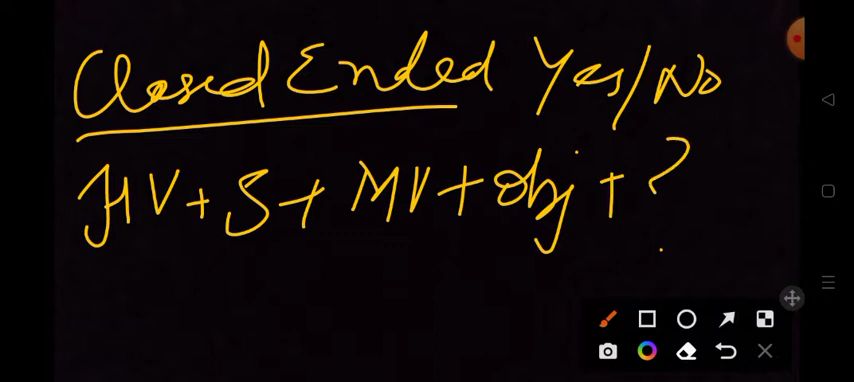 Closed Ended Yes/No
HV + S + MV + obj + ?